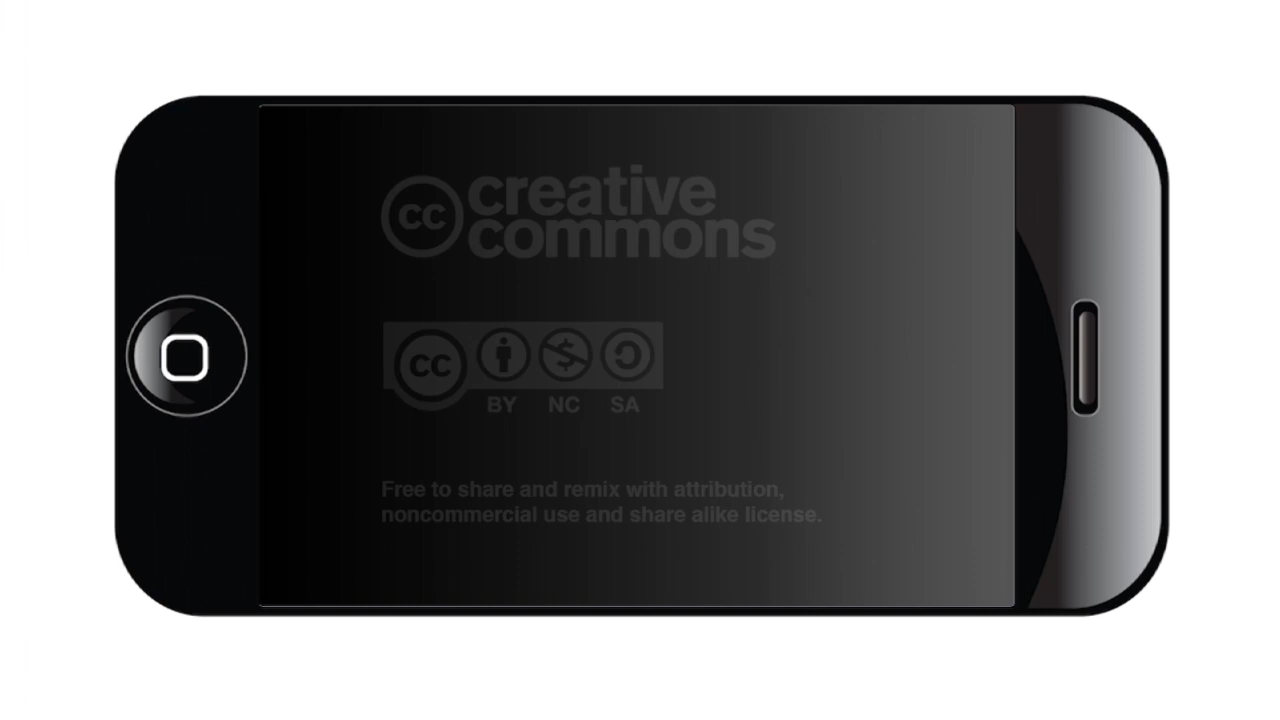 cc creative
commons
cc
BY NC SA
Free to share and remix with attribution,
noncommercial use and share alike license.